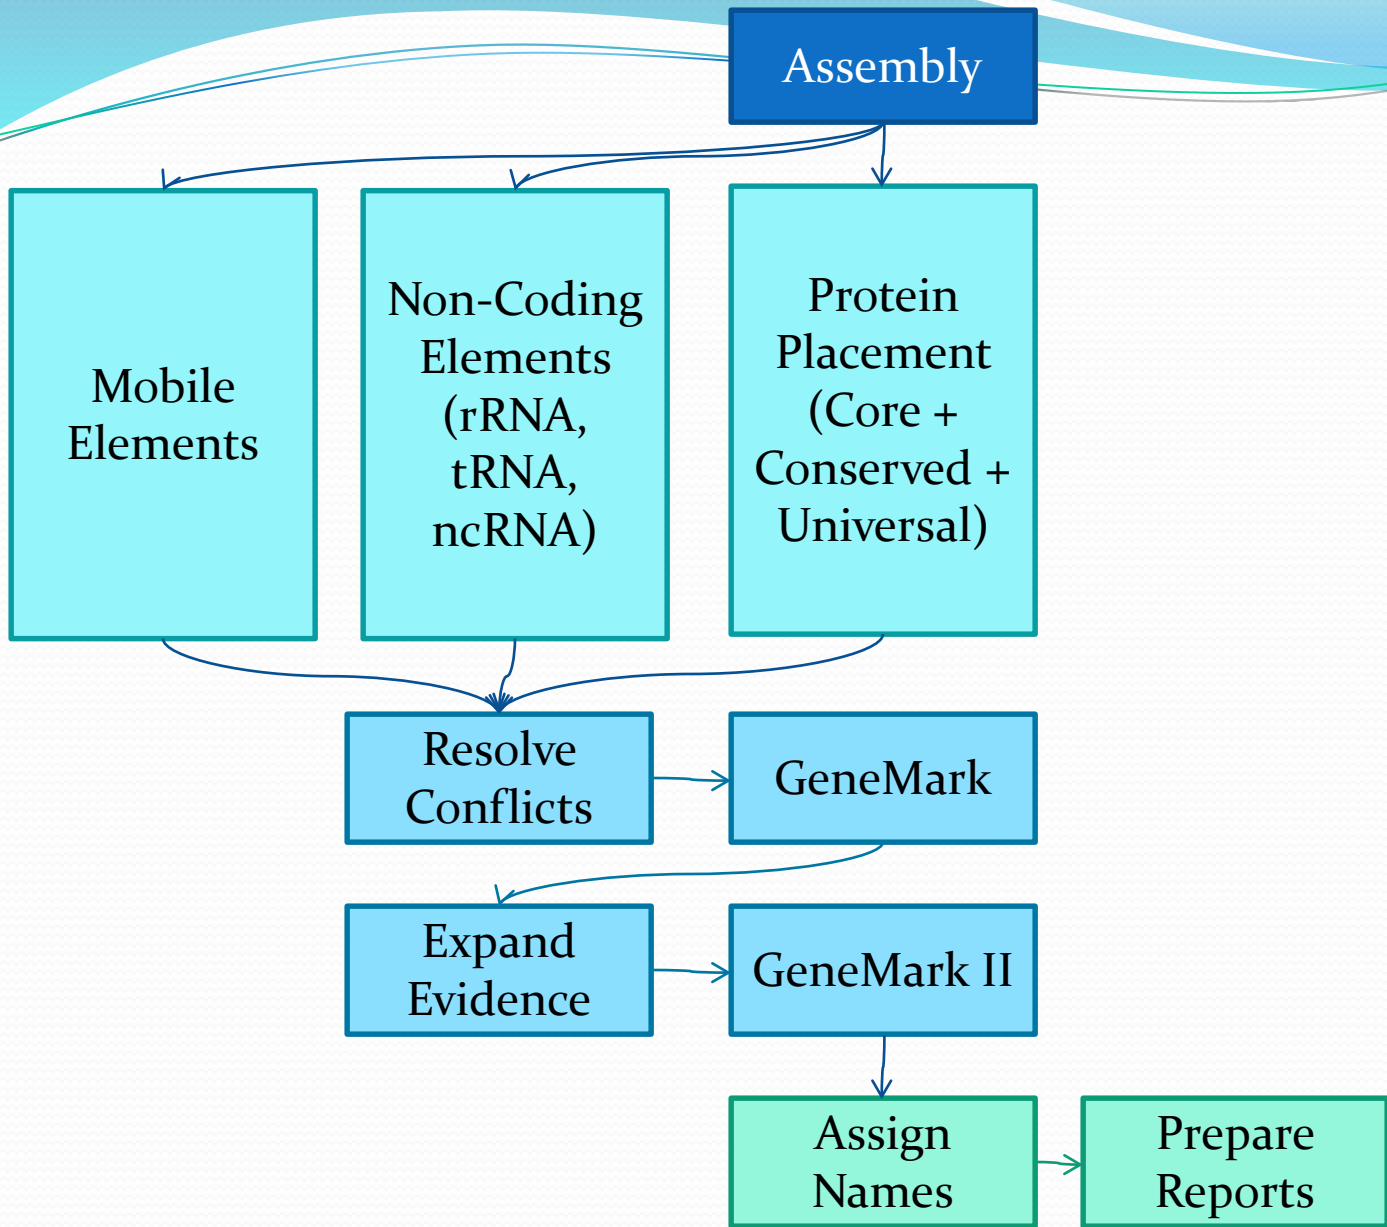 Assembly
Mobile
Elements
Non-Coding
Elements
(rRNA,
tRNA,
ncRNA)
Protein
Placement
(Core +
Conserved +
Universal)
Resolve
Conflicts
GeneMark
Expand
Evidence
GeneMark II
Assign
Names
Prepare
Reports